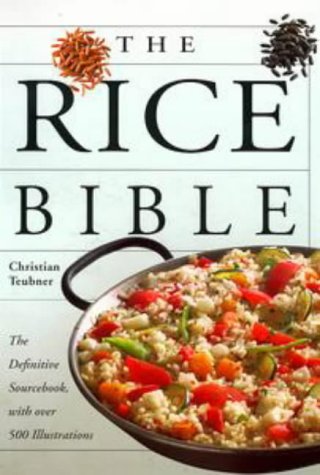 THE
RICE
BIBLE
Christian
Teubner
The
Definitive
Sourcebook,
with over
500 Illustrations